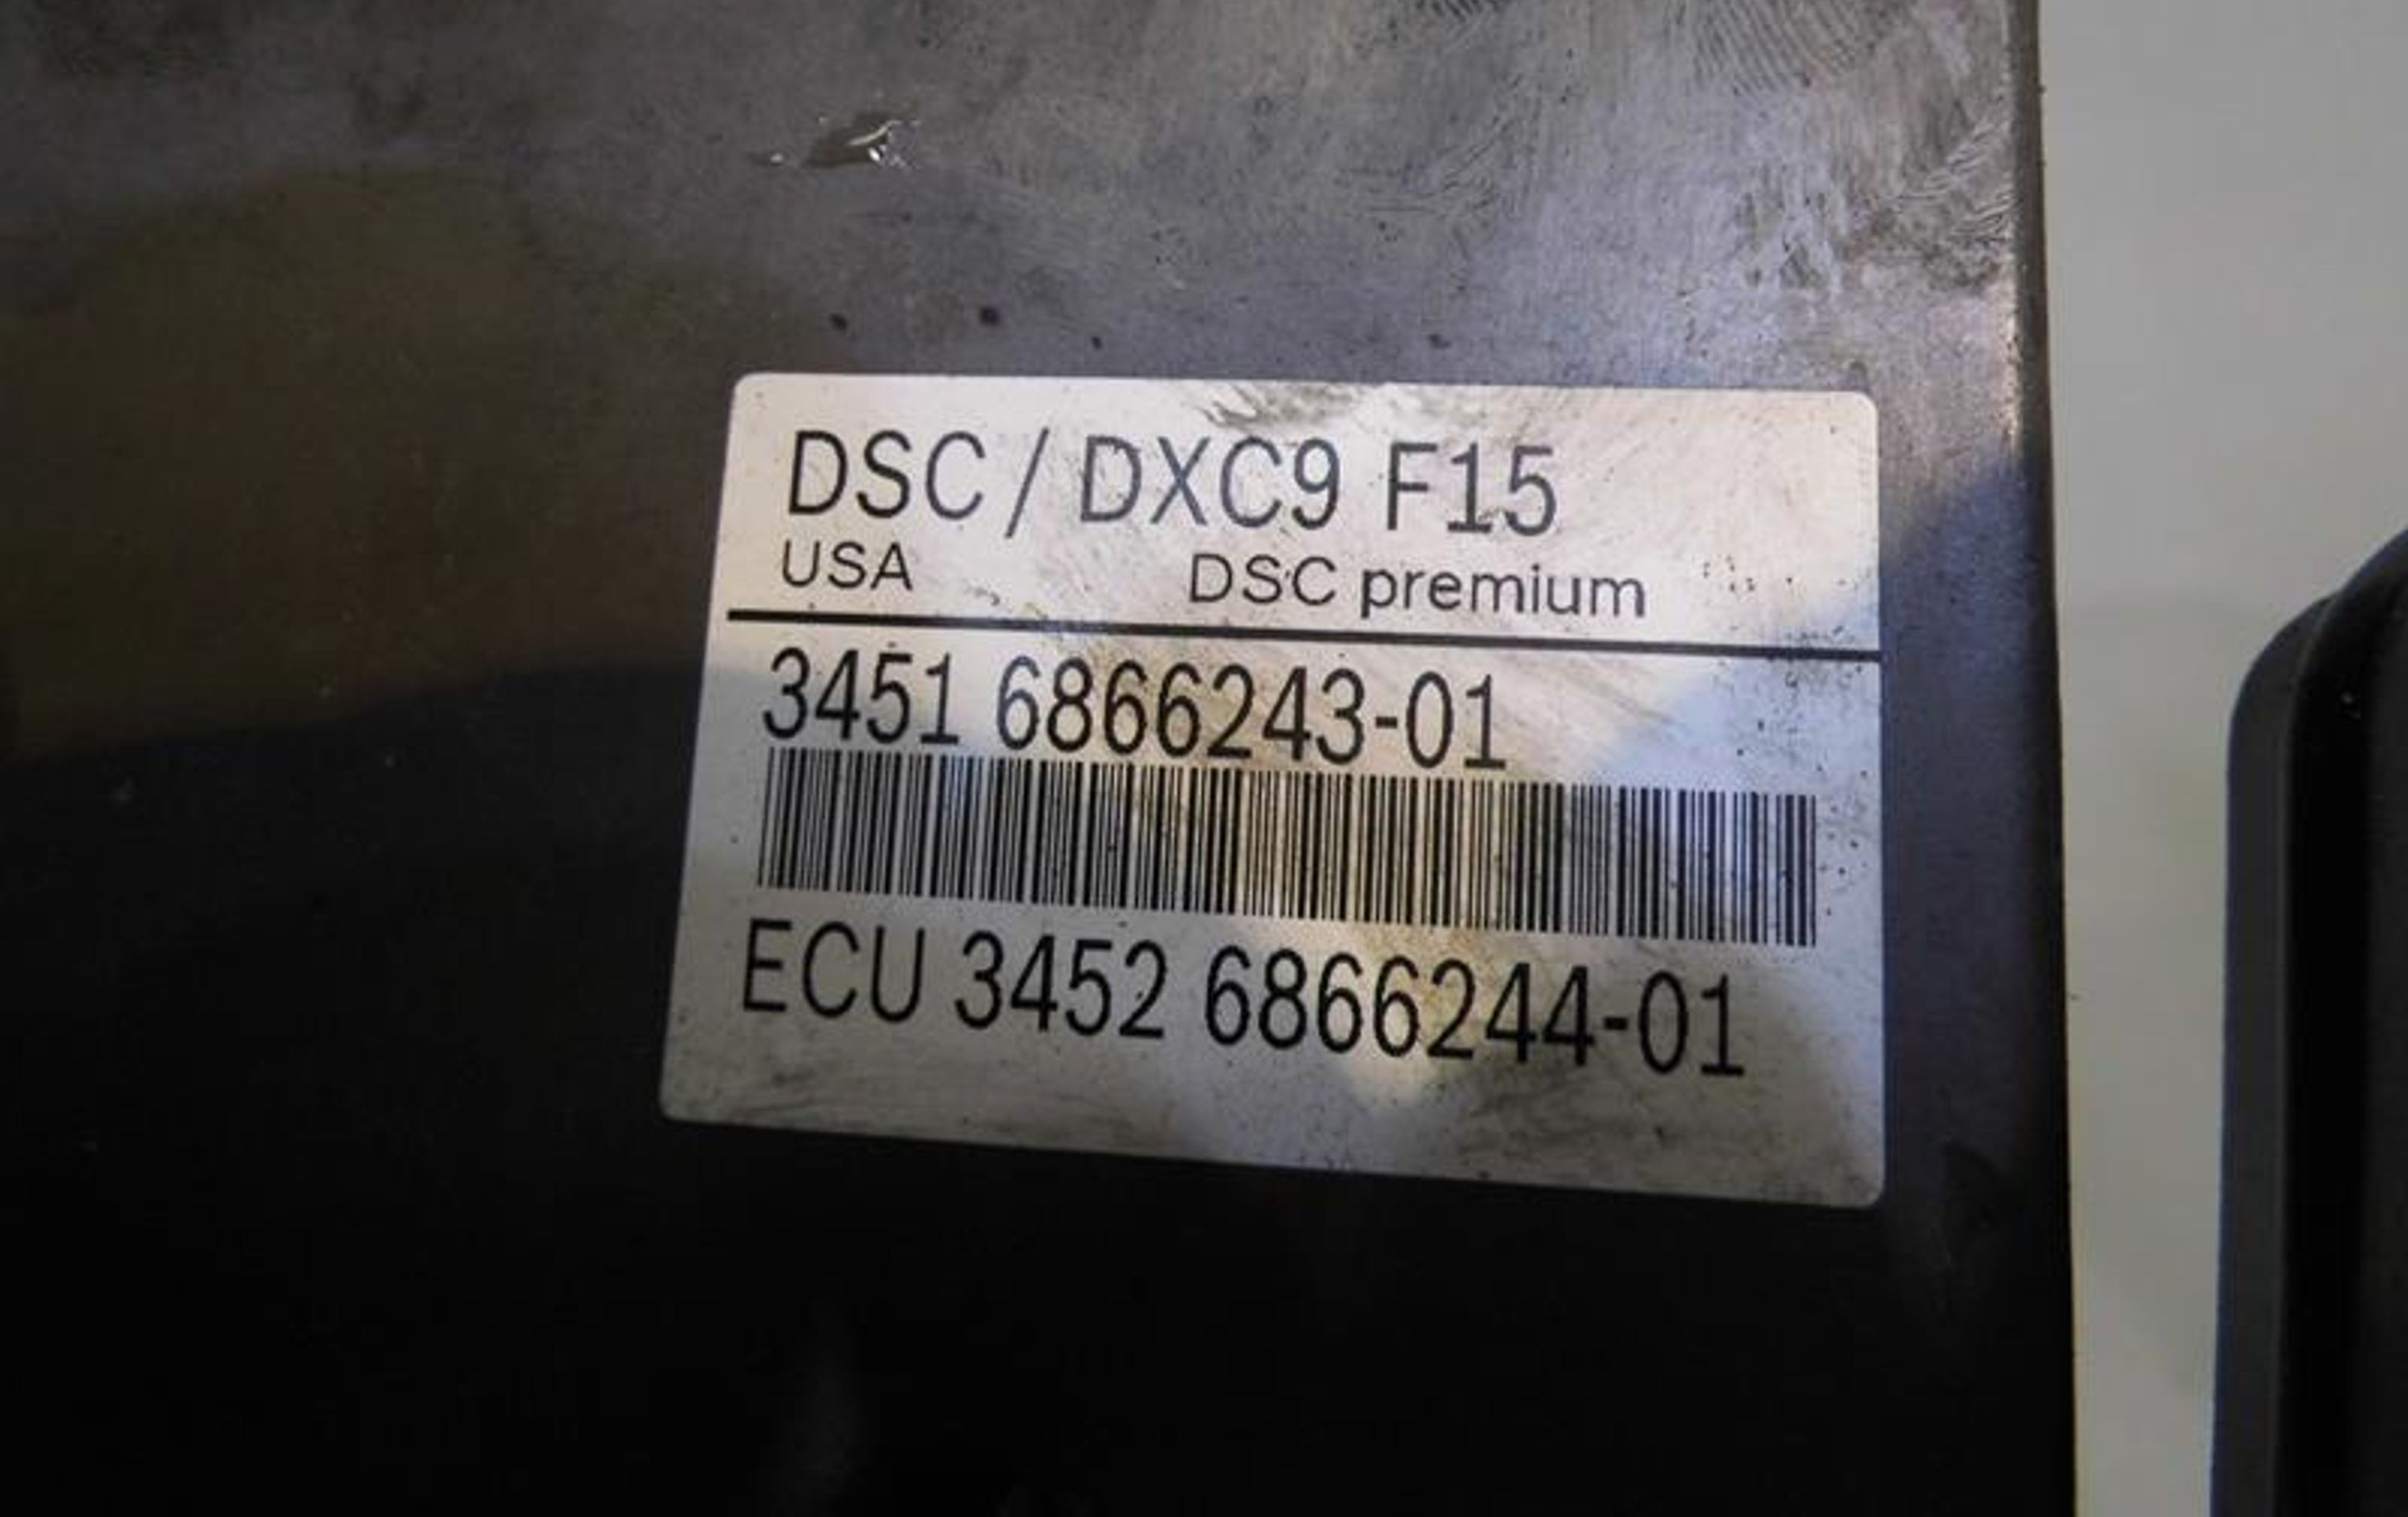 DSC / DXC9 F15
USA DSC premium
3451 6866243-01
ECU 3452 6866244-01